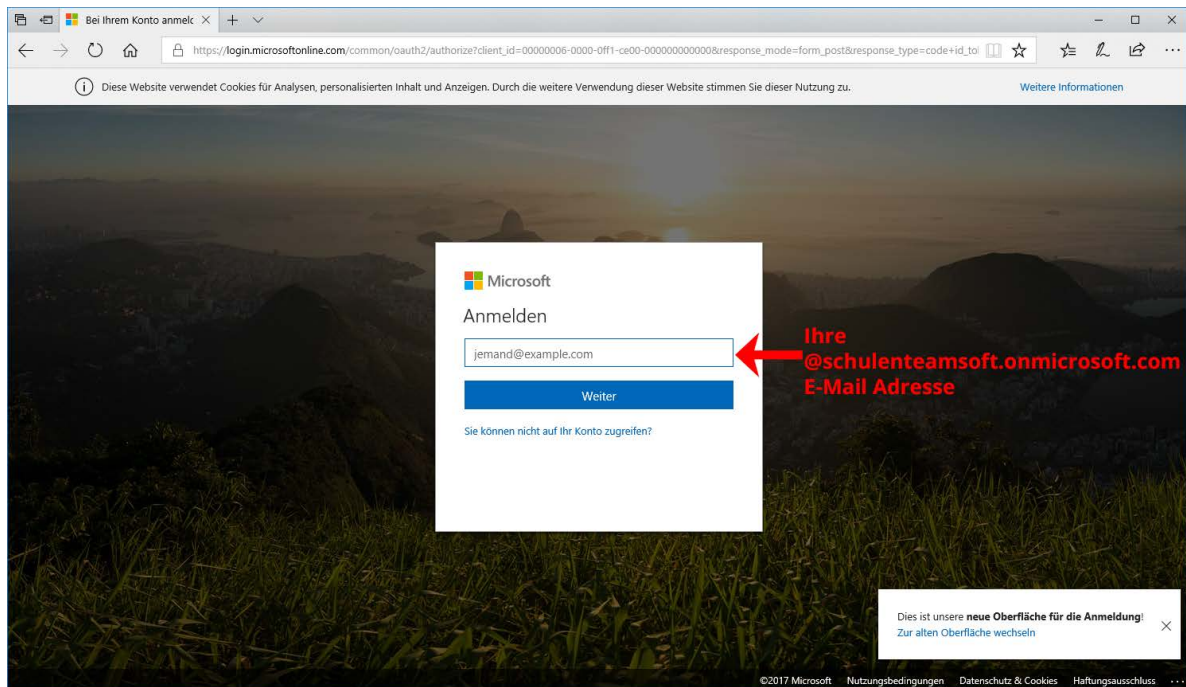 Bei Ihrem Konto anmelc
https://login.microsoftonline.com/common/oauth2/authorize?client_id=00000006-0000-0ff1-ce00-000000000000&response_mode=form_post&response_type=code+id_to
Diese Website verwendet Cookies für Analysen, personalisierten Inhalt und Anzeigen. Durch die weitere Verwendung dieser Website stimmen Sie dieser Nutzung zu. Weitere Informationen
Microsoft
Anmelden
jemand@example.com
Weiter
Sie können nicht auf Ihr Konto zugreifen?
Ihre
@schulenteamsoft.onmicrosoft.com
E-Mail Adresse
Dies ist unsere neue Oberfläche für die Anmeldung!
Zur alten Oberfläche wechseln
©2017 Microsoft Nutzungsbedingungen Datenschutz & Cookies Haftungsausschluss ...